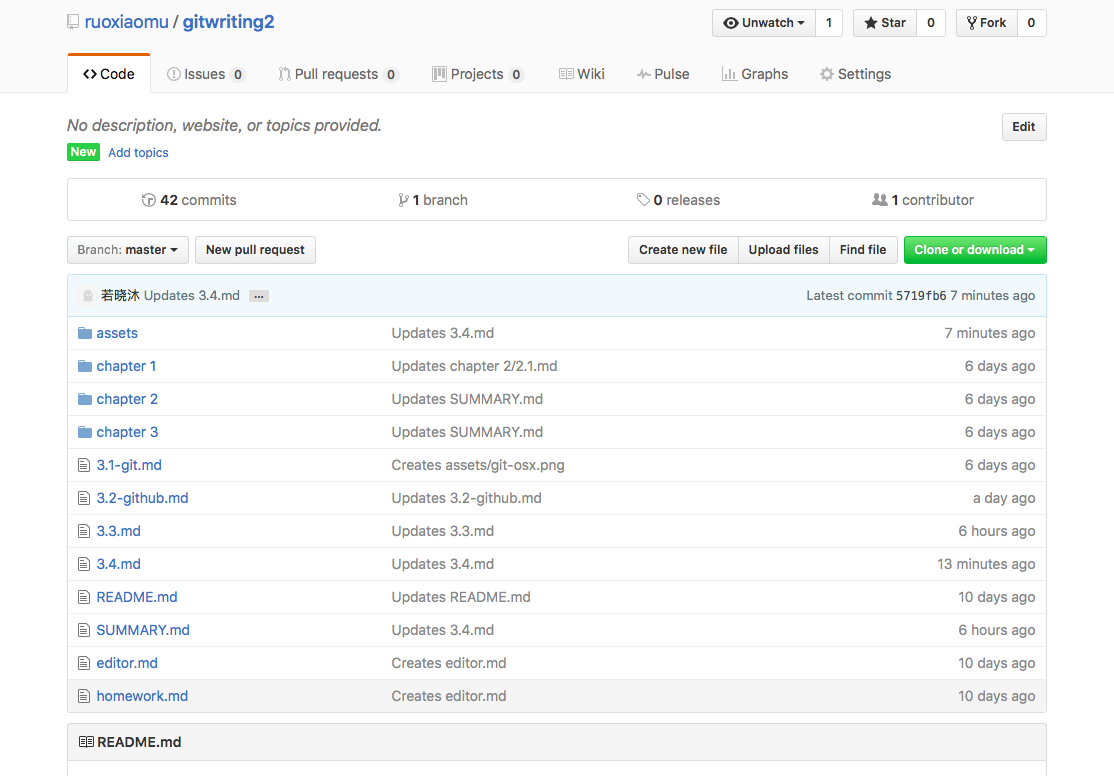 ruoxiaomu / gitwriting2 Unwatch 1 Star 0 Fork 0
Code Issues 0 Pull requests 0 Projects 0 Wiki Pulse Graphs Settings
No description, website, or topics provided. Edit
New Add topics
42 commits 1 branch 0 releases 1 contributor
Branch: master New pull request Create new file Upload files Find file Clone or download
若晓沐 Updates 3.4.md ... Latest commit 5719fb6 7 minutes ago
assets Updates 3.4.md 7 minutes ago
chapter 1 Updates chapter 2/2.1.md 6 days ago
chapter 2 Updates SUMMARY.md 6 days ago
chapter 3 Updates SUMMARY.md 6 days ago
3.1-git.md Creates assets/git-osx.png 6 days ago
3.2-github.md Updates 3.2-github.md a day ago
3.3.md Updates 3.3.md 6 hours ago
3.4.md Updates 3.4.md 13 minutes ago
README.md Updates README.md 10 days ago
SUMMARY.md Updates 3.4.md 6 hours ago
editor.md Creates editor.md 10 days ago
homework.md Creates editor.md 10 days ago
README.md